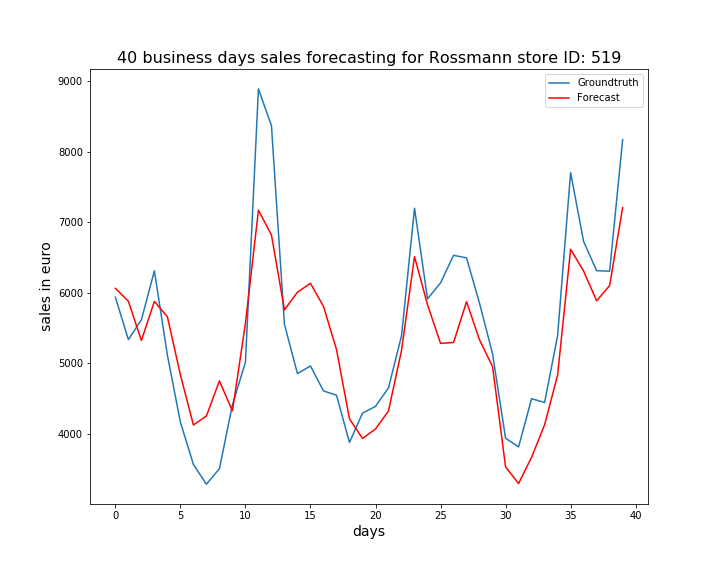 40 business days sales forecasting for Rossmann store ID: 519
Groundtruth
Forecast
sales in euro
9000
8000
7000
6000
5000
4000
0 5 10 15 20 25 30 35 40
days